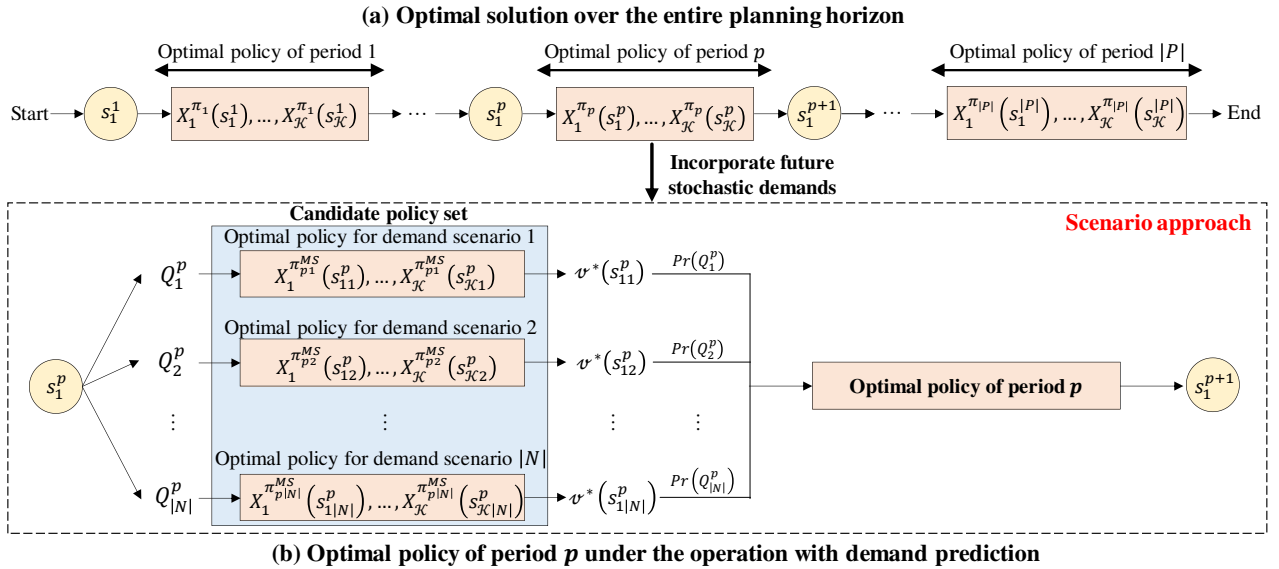 (a) Optimal solution over the entire planning horizon
Optimal policy of period 1
Optimal policy of period p
Optimal policy of period |P|
Start
s_1^1
X_1^{π_1}(s_1^1), … , X_𝒦^{π_1}(s_𝒦^1)
⋯
s_1^p
X_1^{π_p}(s_1^p), … , X_𝒦^{π_p}(s_𝒦^p)
s_1^{p+1}
⋯
X_1^{π_{|P|}}(s_1^{|P|}), … , X_𝒦^{π_{|P|}}(s_𝒦^{|P|})
End
Incorporate future
stochastic demands
Scenario approach
Candidate policy set
Optimal policy for demand scenario 1
Q_1^p
X_1^{π_{p1}^{MS}}(s_{11}^p), … , X_𝒦^{π_{p1}^{MS}}(s_{𝒦1}^p)
𝓋^*(s_{11}^p)
Pr(Q_1^p)
Optimal policy for demand scenario 2
Q_2^p
X_1^{π_{p2}^{MS}}(s_{12}^p), … , X_𝒦^{π_{p2}^{MS}}(s_{𝒦2}^p)
𝓋^*(s_{12}^p)
Pr(Q_2^p)
s_1^p
Optimal policy of period p
s_1^{p+1}
⋮ ⋮ ⋮ ⋮
Optimal policy for demand scenario |N|
Q_{|N|}^p
X_1^{π_{p|N|}^{MS}}(s_{1|N|}^p), … , X_𝒦^{π_{p|N|}^{MS}}(s_{𝒦|N|}^p)
𝓋^*(s_{1|N|}^p)
Pr(Q_{|N|}^p)
(b) Optimal policy of period p under the operation with demand prediction